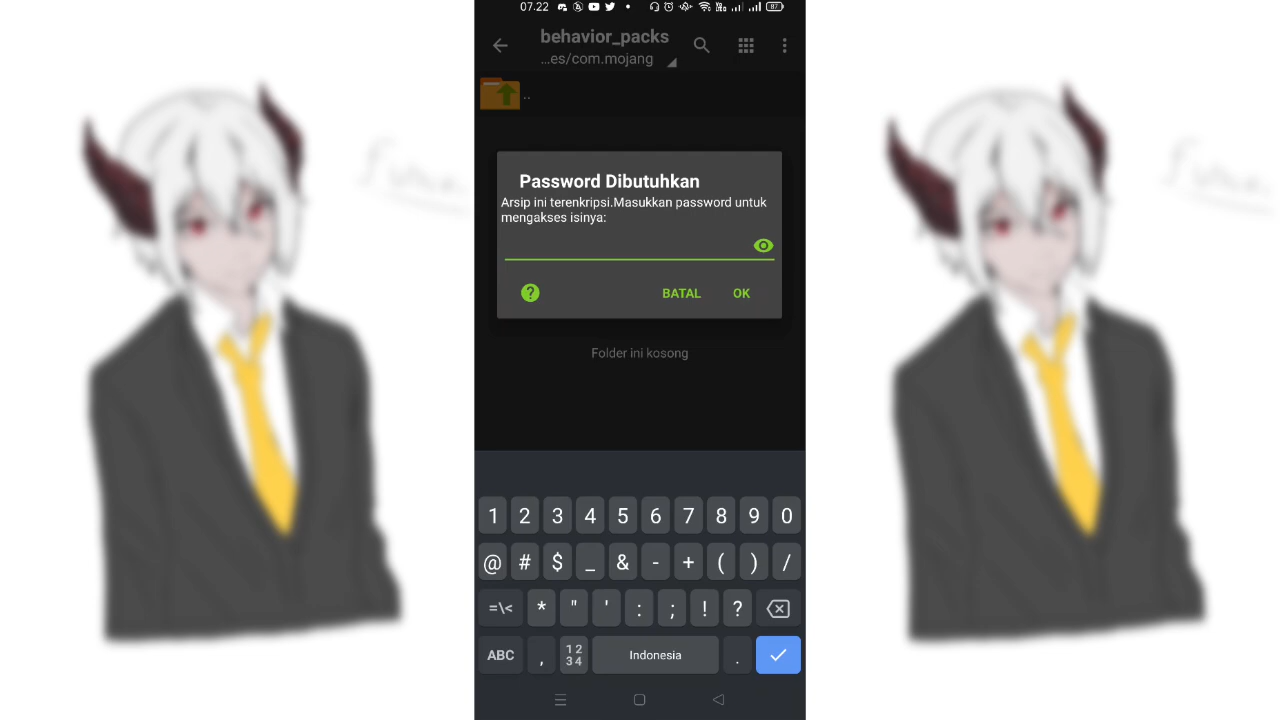 07.22
87
behavior_packs
...es/com.mojang
..
Password Dibutuhkan
Arsip ini terenkripsi.Masukkan password untuk
mengakses isinya:
?
BATAL
OK
Folder ini kosong
1 2 3 4 5 6 7 8 9 0
@ # $ _ & - + ( ) /
=\< * " ' : ; ! ?
ABC , 12 34 Indonesia .